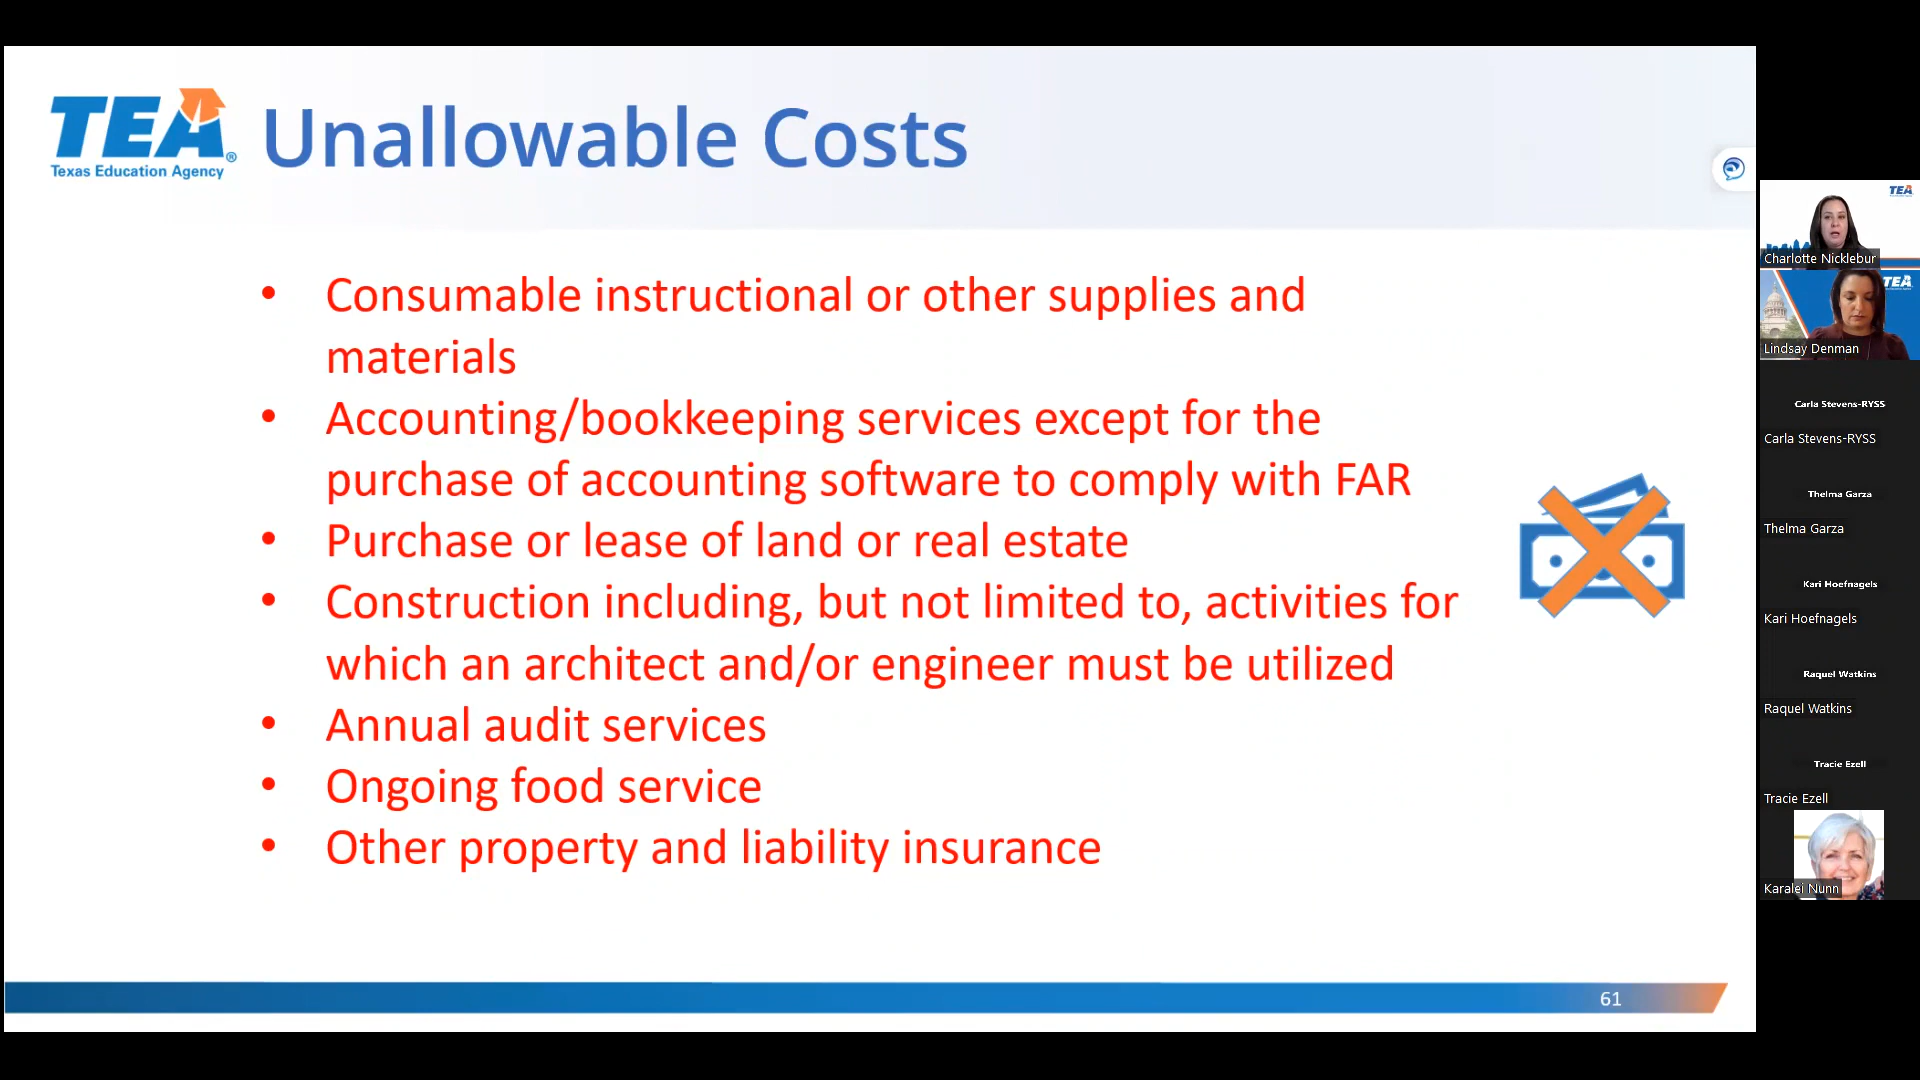 TEA®
Texas Education Agency
Unallowable Costs
• Consumable instructional or other supplies and
materials
• Accounting/bookkeeping services except for the
purchase of accounting software to comply with FAR
• Purchase or lease of land or real estate
• Construction including, but not limited to, activities for
which an architect and/or engineer must be utilized
• Annual audit services
• Ongoing food service
• Other property and liability insurance
61
TEA
Charlotte Nicklebur
TEA
Lindsay Denman
Carla Stevens-RYSS
Carla Stevens-RYSS
Thelma Garza
Thelma Garza
Kari Hoefnagels
Kari Hoefnagels
Raquel Watkins
Raquel Watkins
Tracie Ezell
Tracie Ezell
Karalei Nunn